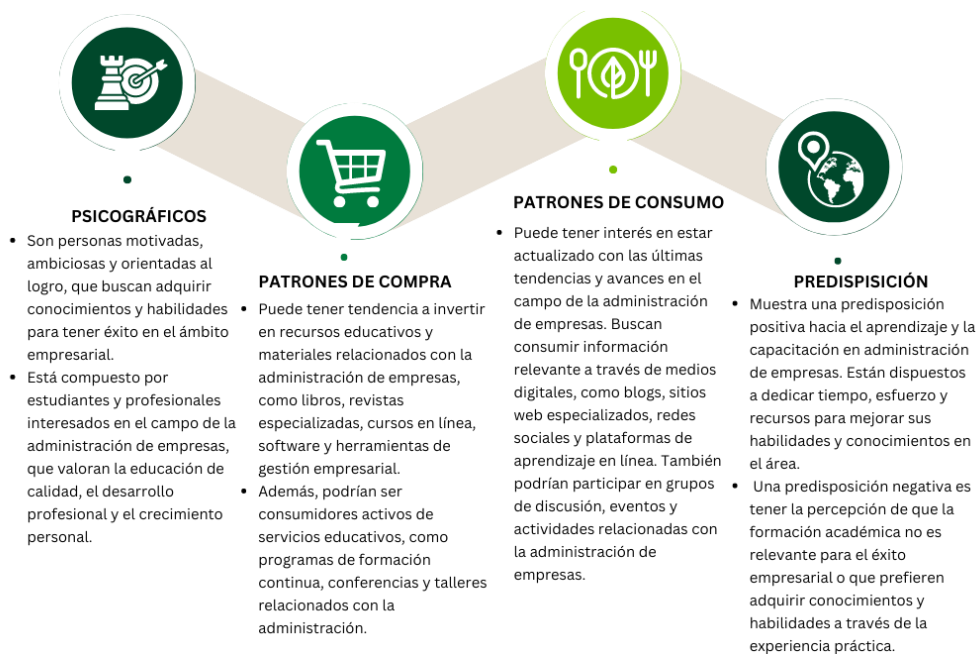 PSICOGRÁFICOS
• Son personas motivadas,
ambiciosas y orientadas al
logro, que buscan adquirir
conocimientos y habilidades
para tener éxito en el ámbito
empresarial.
• Está compuesto por
estudiantes y profesionales
interesados en el campo de la
administración de empresas,
que valoran la educación de
calidad, el desarrollo
profesional y el crecimiento
personal.
PATRONES DE COMPRA
• Puede tener tendencia a invertir
en recursos educativos y
materiales relacionados con la
administración de empresas,
como libros, revistas
especializadas, cursos en línea,
software y herramientas de
gestión empresarial.
• Además, podrían ser
consumidores activos de
servicios educativos, como
programas de formación
continua, conferencias y talleres
relacionados con la
administración.
PATRONES DE CONSUMO
• Puede tener interés en estar
actualizado con las últimas
tendencias y avances en el
campo de la administración
de empresas. Buscan
consumir información
relevante a través de medios
digitales, como blogs, sitios
web especializados, redes
sociales y plataformas de
aprendizaje en línea. También
podrían participar en grupos
de discusión, eventos y
actividades relacionadas con
la administración de
empresas.
PREDISPISICIÓN
• Muestra una predisposición
positiva hacia el aprendizaje y la
capacitación en administración
de empresas. Están dispuestos
a dedicar tiempo, esfuerzo y
recursos para mejorar sus
habilidades y conocimientos en
el área.
• Una predisposición negativa es
tener la percepción de que la
formación académica no es
relevante para el éxito
empresarial o que prefieren
adquirir conocimientos y
habilidades a través de la
experiencia práctica.